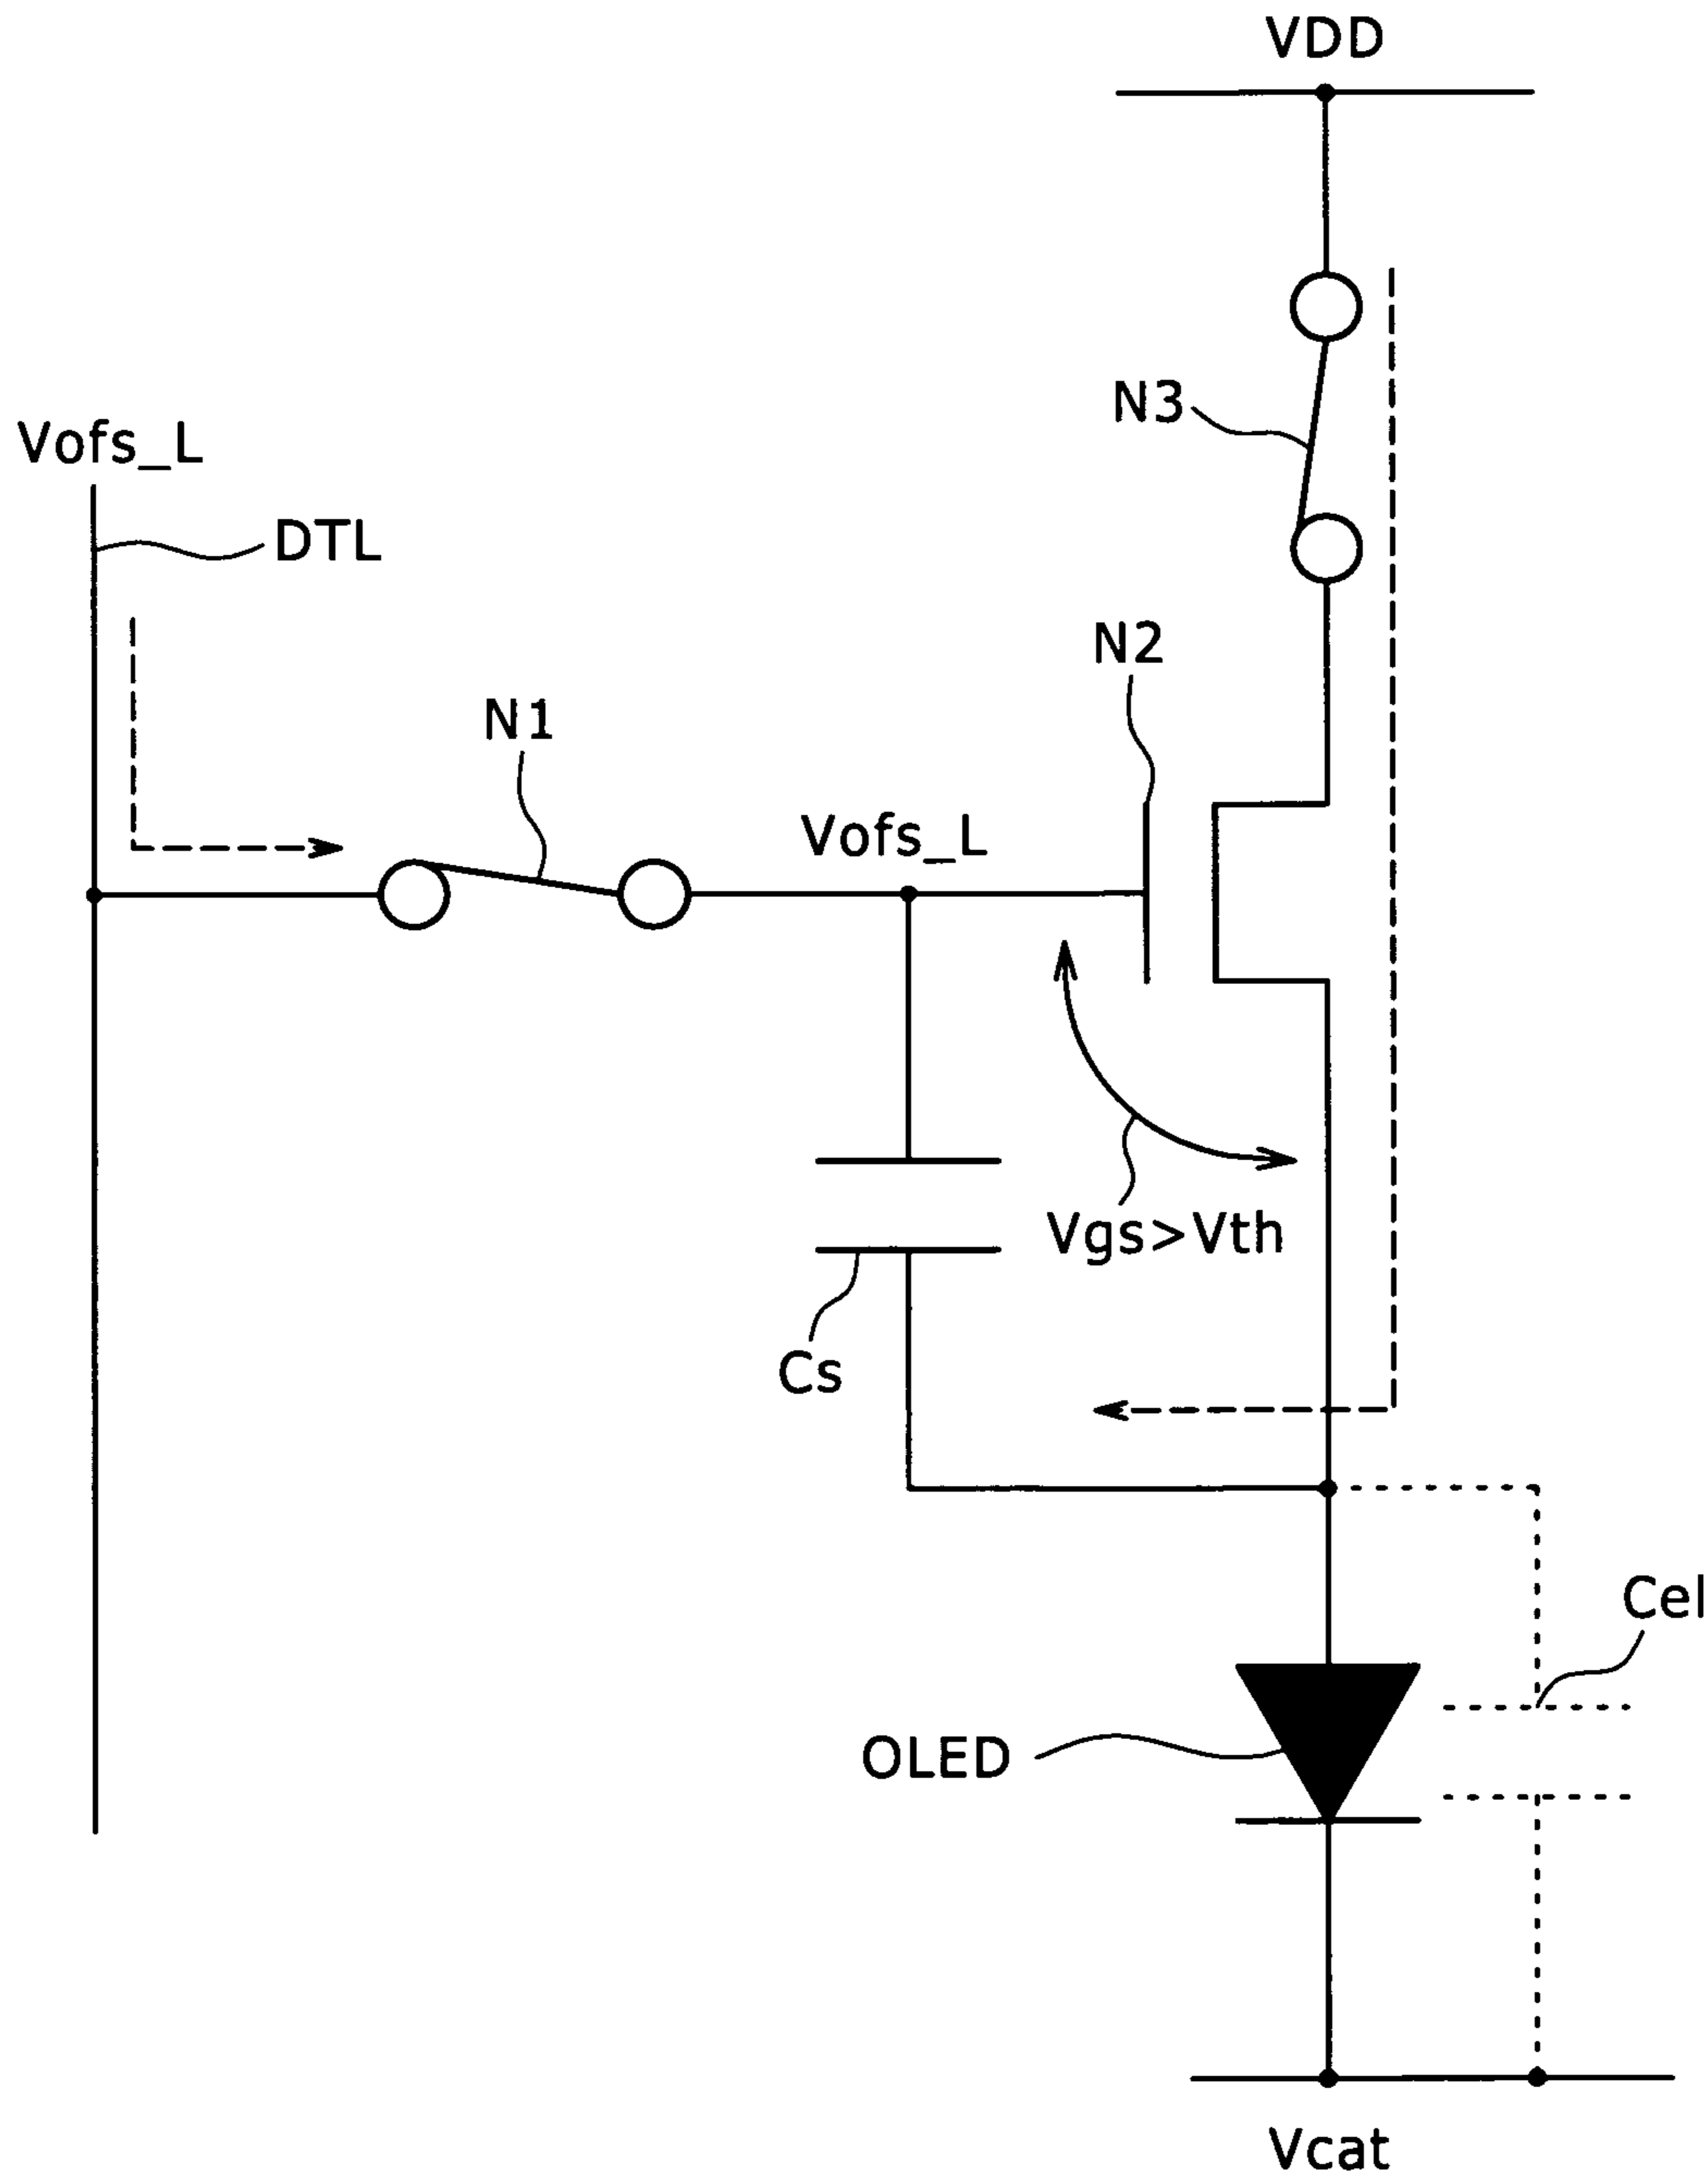 VDD
N3
Vofs_L
DTL
N2
N1
Vofs_L
Vgs>Vth
Cs
Cel
OLED
Vcat